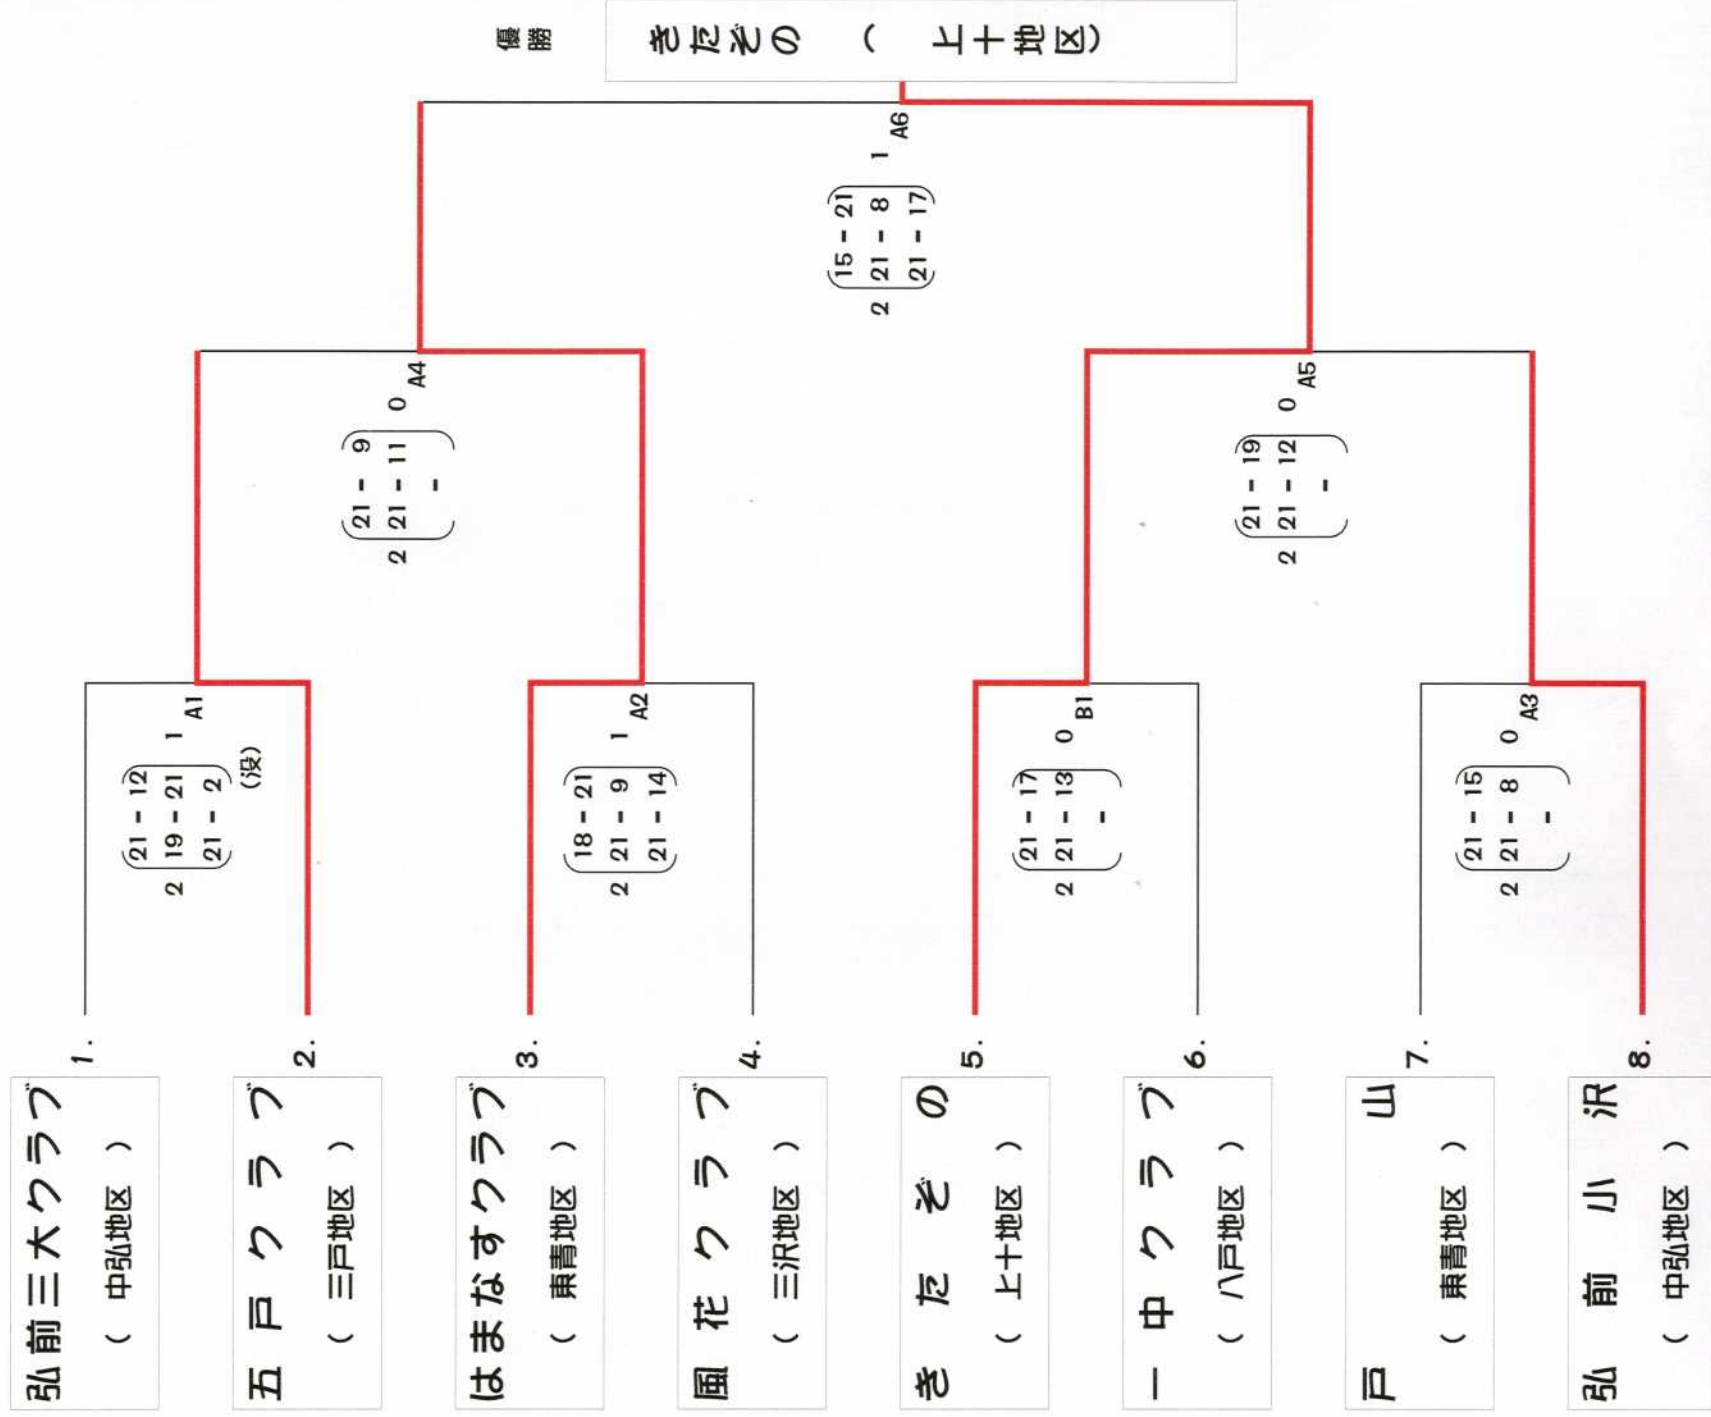 優勝
きたぞの ( 上十地区)
A6
2 1
15 - 21
21 - 8
21 - 17
A4
2 0
21 - 9
21 - 11
-
A5
2 0
21 - 19
21 - 12
-
A1
2 1
21 - 12
19 - 21
21 - 2
(没)
A2
2 1
18 - 21
21 - 9
21 - 14
B1
2 0
21 - 17
21 - 13
-
A3
2 0
21 - 15
21 - 8
-
1.
弘前三大クラブ
( 中弘地区 )
2.
五戸クラブ
( 三戸地区 )
3.
はまなすクラブ
( 東青地区 )
4.
風花クラブ
( 三沢地区 )
5.
きたぞの
( 上十地区 )
6.
一中クラブ
( 八戸地区 )
7.
戸山
( 東青地区 )
8.
弘前小沢
( 中弘地区 )